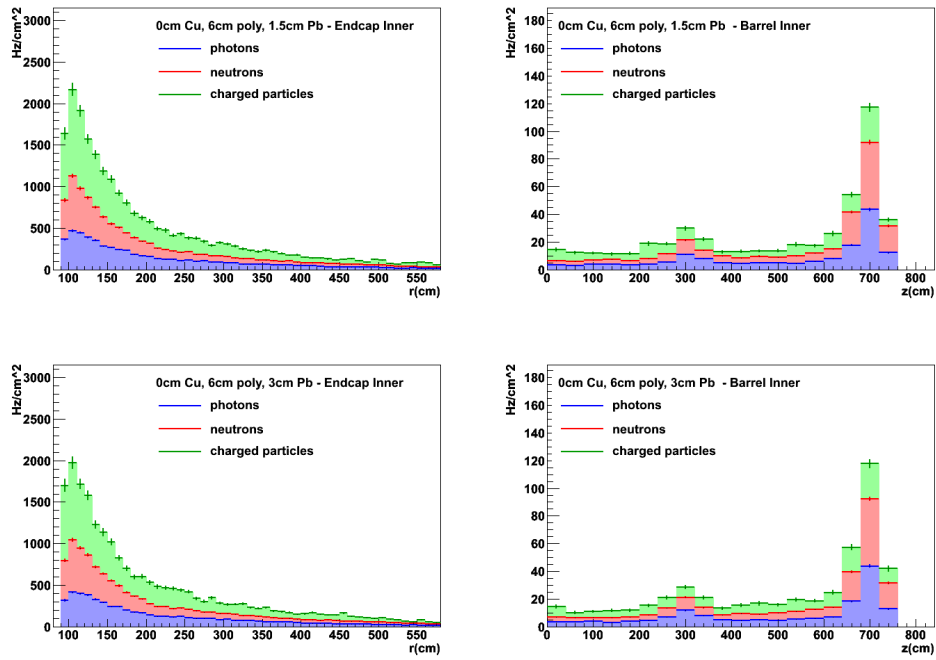 Hz/cm^2
0cm Cu, 6cm poly, 1.5cm Pb - Endcap Inner
photons
neutrons
charged particles
3000
2500
2000
1500
1000
500
0
100 150 200 250 300 350 400 450 500 550
r(cm)
Hz/cm^2
0cm Cu, 6cm poly, 1.5cm Pb - Barrel Inner
photons
neutrons
charged particles
180
160
140
120
100
80
60
40
20
0
0 100 200 300 400 500 600 700 800
z(cm)
Hz/cm^2
0cm Cu, 6cm poly, 3cm Pb - Endcap Inner
photons
neutrons
charged particles
3000
2500
2000
1500
1000
500
0
100 150 200 250 300 350 400 450 500 550
r(cm)
Hz/cm^2
0cm Cu, 6cm poly, 3cm Pb - Barrel Inner
photons
neutrons
charged particles
180
160
140
120
100
80
60
40
20
0
0 100 200 300 400 500 600 700 800
z(cm)